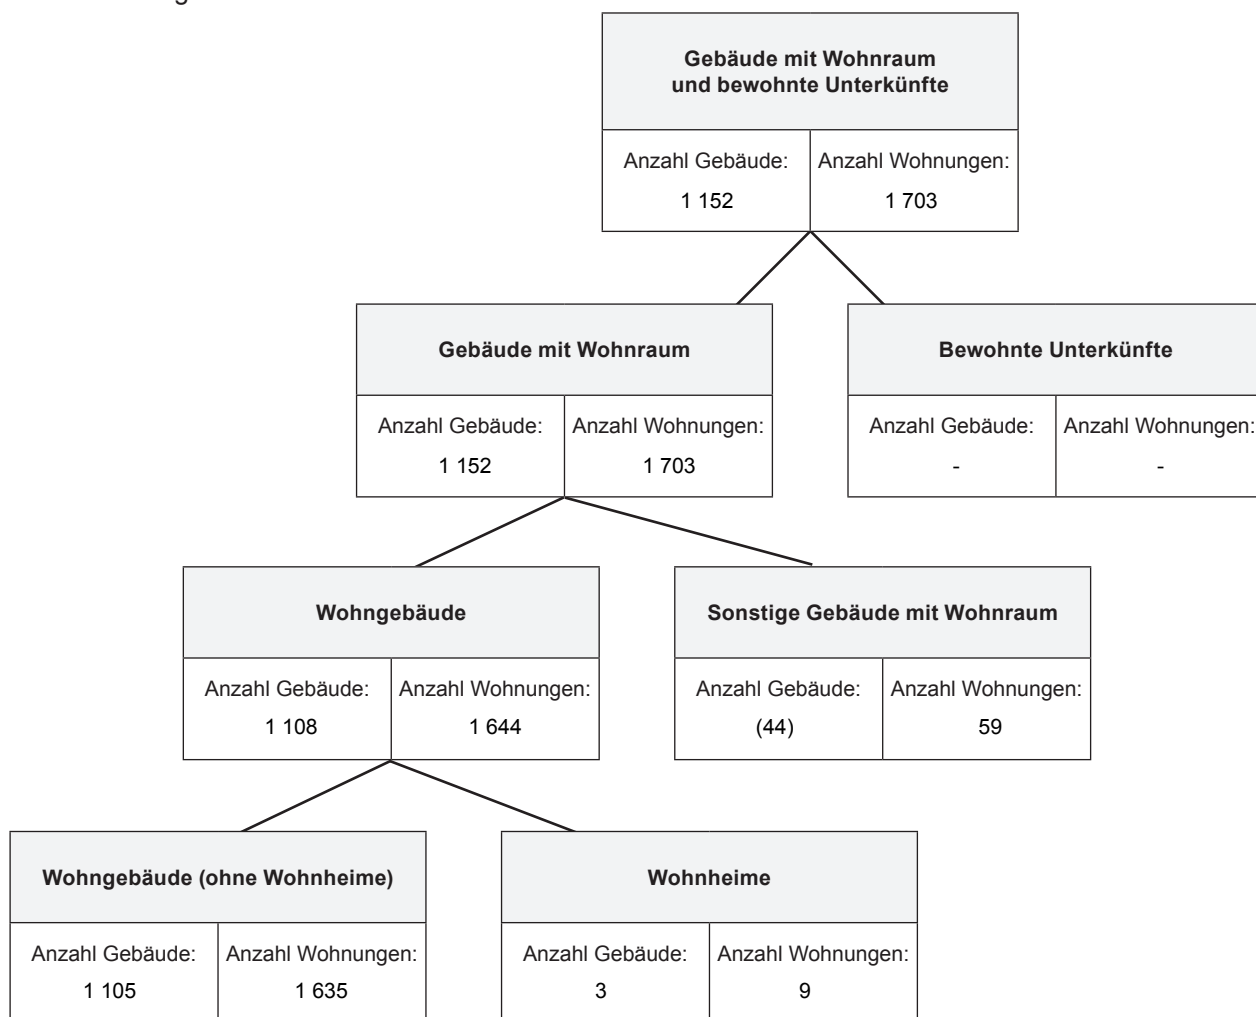 Gebäude mit Wohnraum
und bewohnte Unterkünfte
Anzahl Gebäude: Anzahl Wohnungen:
1 152 1 703
Gebäude mit Wohnraum
Anzahl Gebäude: Anzahl Wohnungen:
1 152 1 703
Bewohnte Unterkünfte
Anzahl Gebäude: Anzahl Wohnungen:
- -
Wohngebäude
Anzahl Gebäude: Anzahl Wohnungen:
1 108 1 644
Sonstige Gebäude mit Wohnraum
Anzahl Gebäude: Anzahl Wohnungen:
(44) 59
Wohngebäude (ohne Wohnheime)
Anzahl Gebäude: Anzahl Wohnungen:
1 105 1 635
Wohnheime
Anzahl Gebäude: Anzahl Wohnungen:
3 9